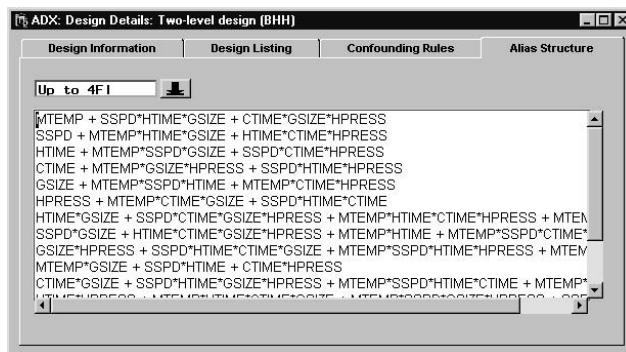 ADX: Design Details: Two-level design (BHH)
Design Information Design Listing Confounding Rules Alias Structure
Up to 4FI
MTEMP + SSPD*HTIME*GSIZE + CTIME*GSIZE*HPRESS
SSPD + MTEMP*HTIME*GSIZE + HTIME*CTIME*HPRESS
HTIME + MTEMP*SSPD*GSIZE + SSPD*CTIME*HPRESS
CTIME + MTEMP*GSIZE*HPRESS + SSPD*HTIME*HPRESS
GSIZE + MTEMP*SSPD*HTIME + MTEMP*CTIME*HPRESS
HPRESS + MTEMP*CTIME*GSIZE + SSPD*HTIME*CTIME
HTIME*GSIZE + SSPD*CTIME*GSIZE*HPRESS + MTEMP*HTIME*CTIME*HPRESS + MTEM
SSPD*GSIZE + HTIME*CTIME*GSIZE*HPRESS + MTEMP*HTIME + MTEMP*SSPD*CTIME*
GSIZE*HPRESS + SSPD*HTIME*CTIME*GSIZE + MTEMP*SSPD*HTIME*HPRESS + MTEM
MTEMP*GSIZE + SSPD*HTIME + CTIME*HPRESS
CTIME*GSIZE + SSPD*HTIME*GSIZE*HPRESS + MTEMP*SSPD*HTIME*CTIME + MTEMP*